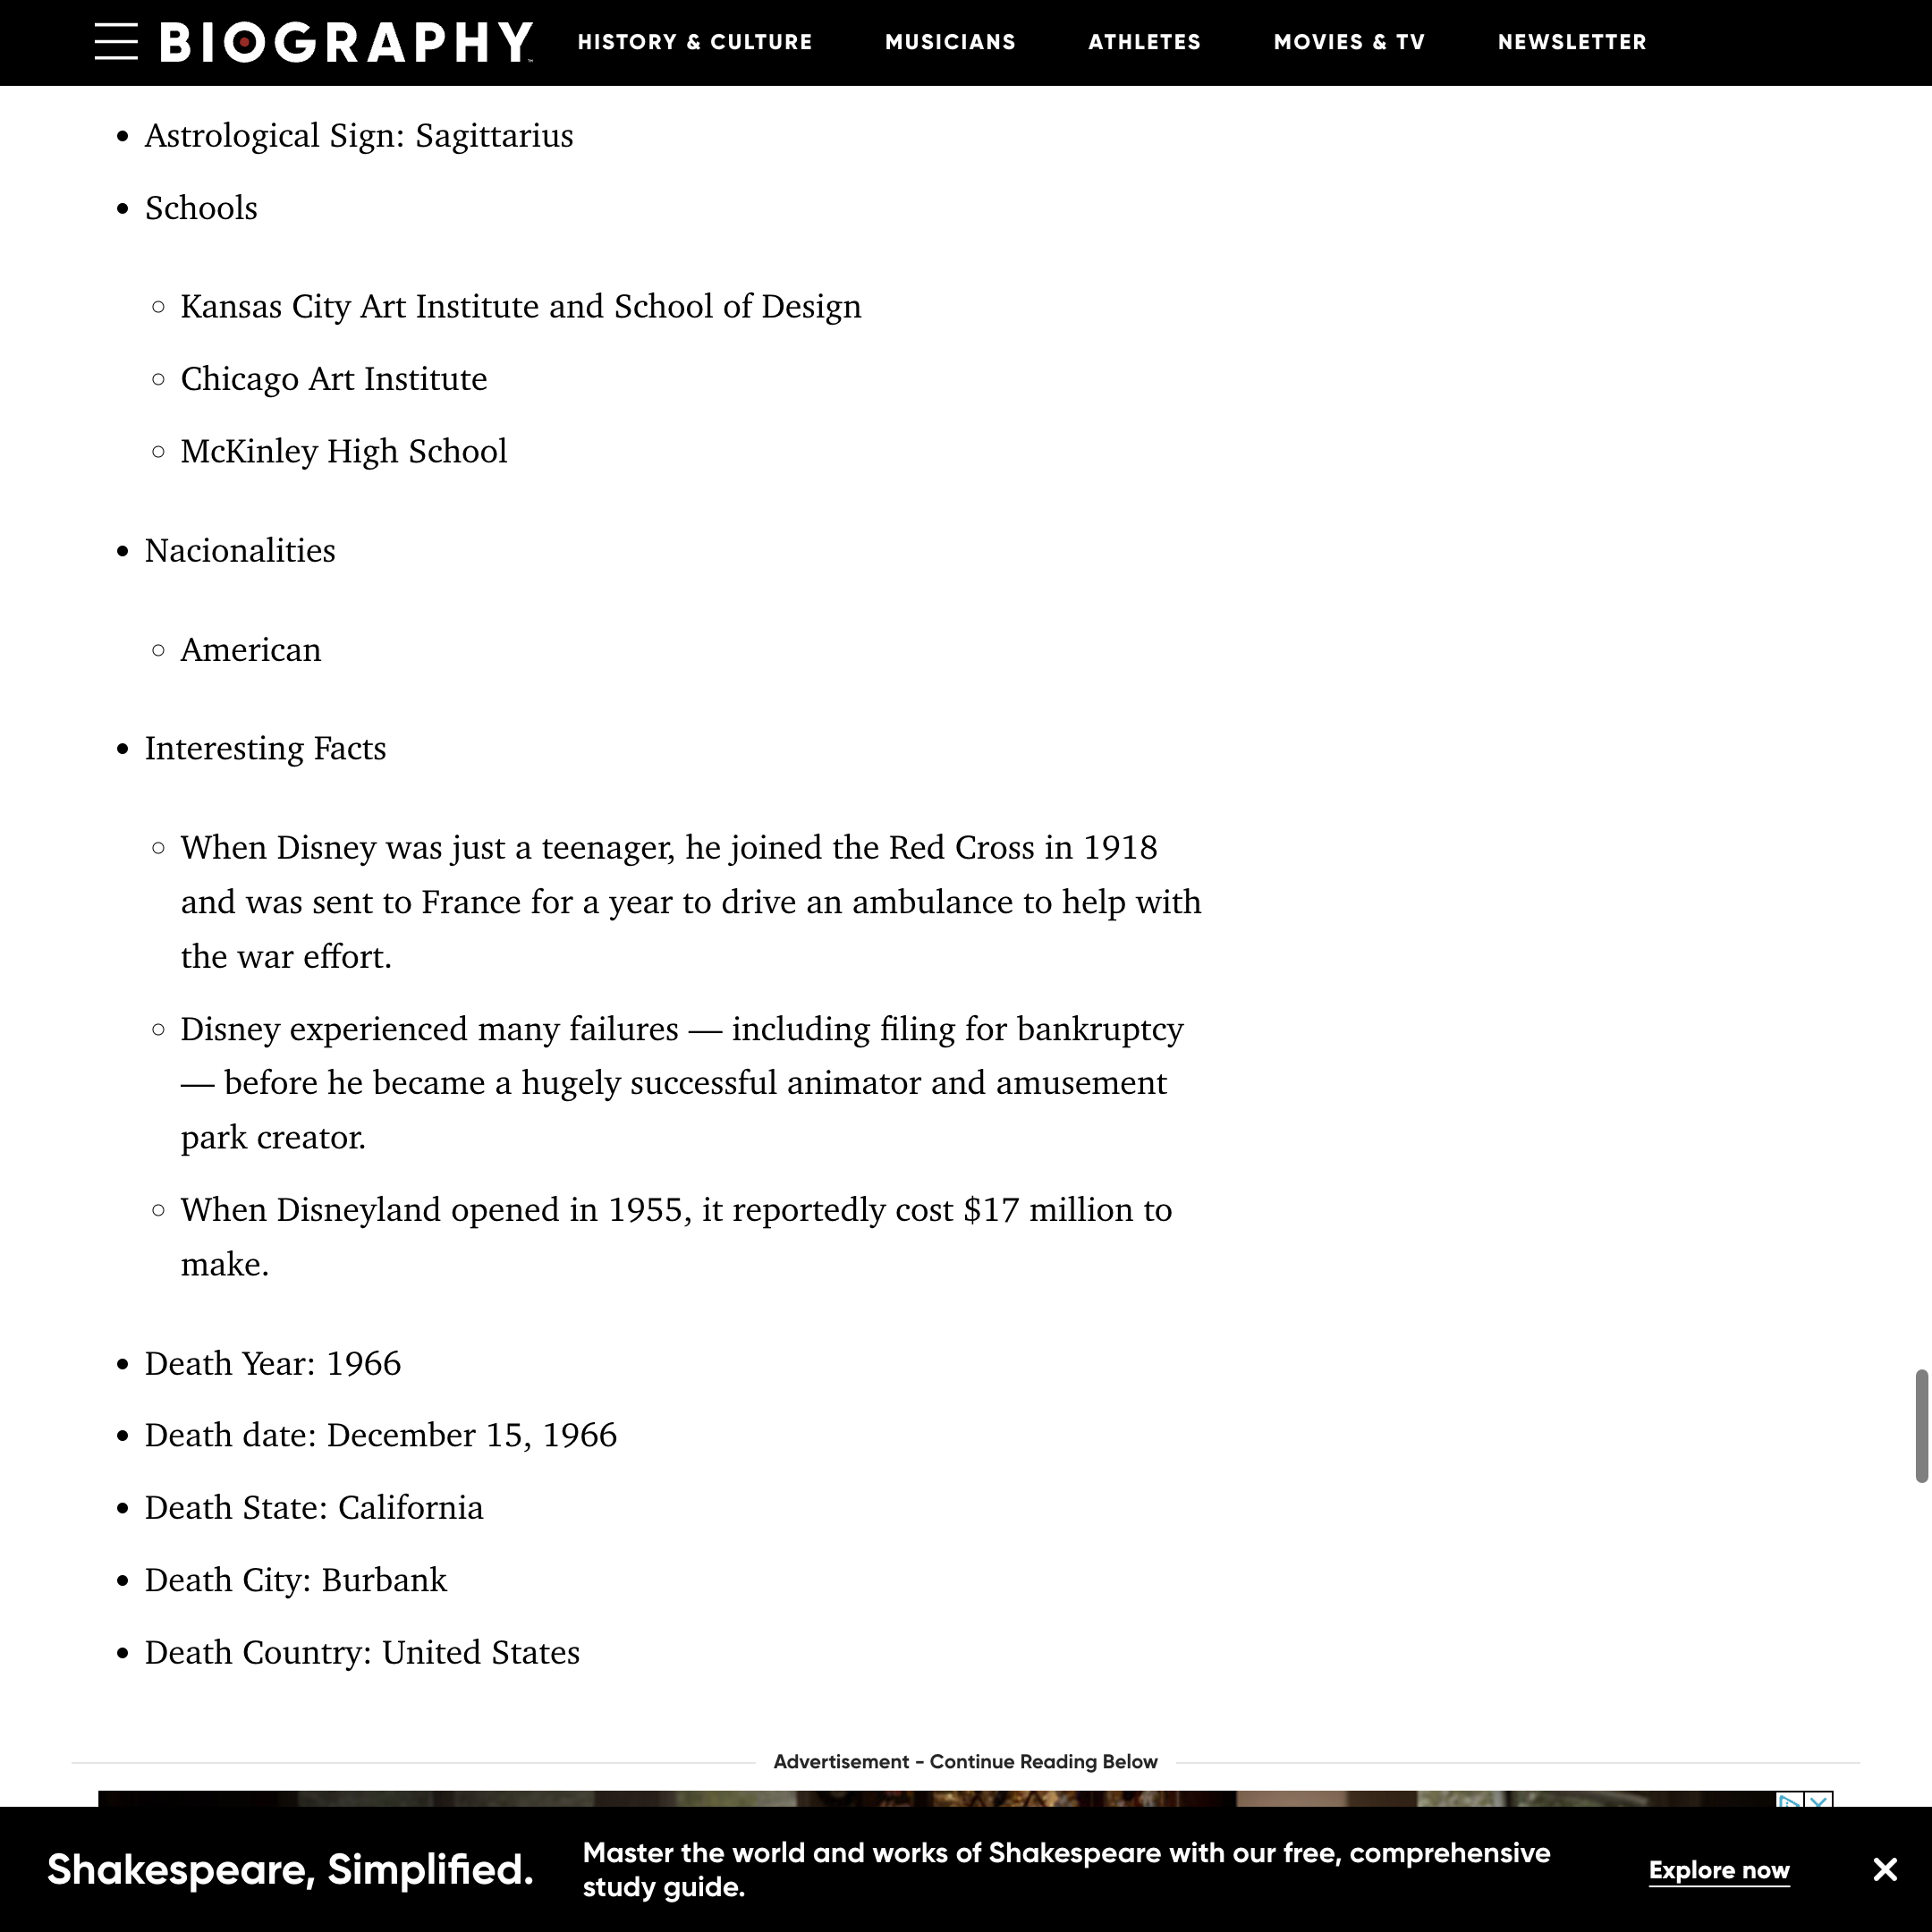 BIOGRAPHY
HISTORY & CULTURE
MUSICIANS
ATHLETES
MOVIES & TV
NEWSLETTER
Astrological Sign: Sagittarius
Schools
Kansas City Art Institute and School of Design
Chicago Art Institute
McKinley High School
Nacionalities
American
Interesting Facts
When Disney was just a teenager, he joined the Red Cross in 1918
and was sent to France for a year to drive an ambulance to help with
the war effort.
Disney experienced many failures — including filing for bankruptcy
— before he became a hugely successful animator and amusement
park creator.
When Disneyland opened in 1955, it reportedly cost $17 million to
make.
Death Year: 1966
Death date: December 15, 1966
Death State: California
Death City: Burbank
Death Country: United States
Advertisement - Continue Reading Below
Shakespeare, Simplified.
Master the world and works of Shakespeare with our free, comprehensive
study guide.
Explore now